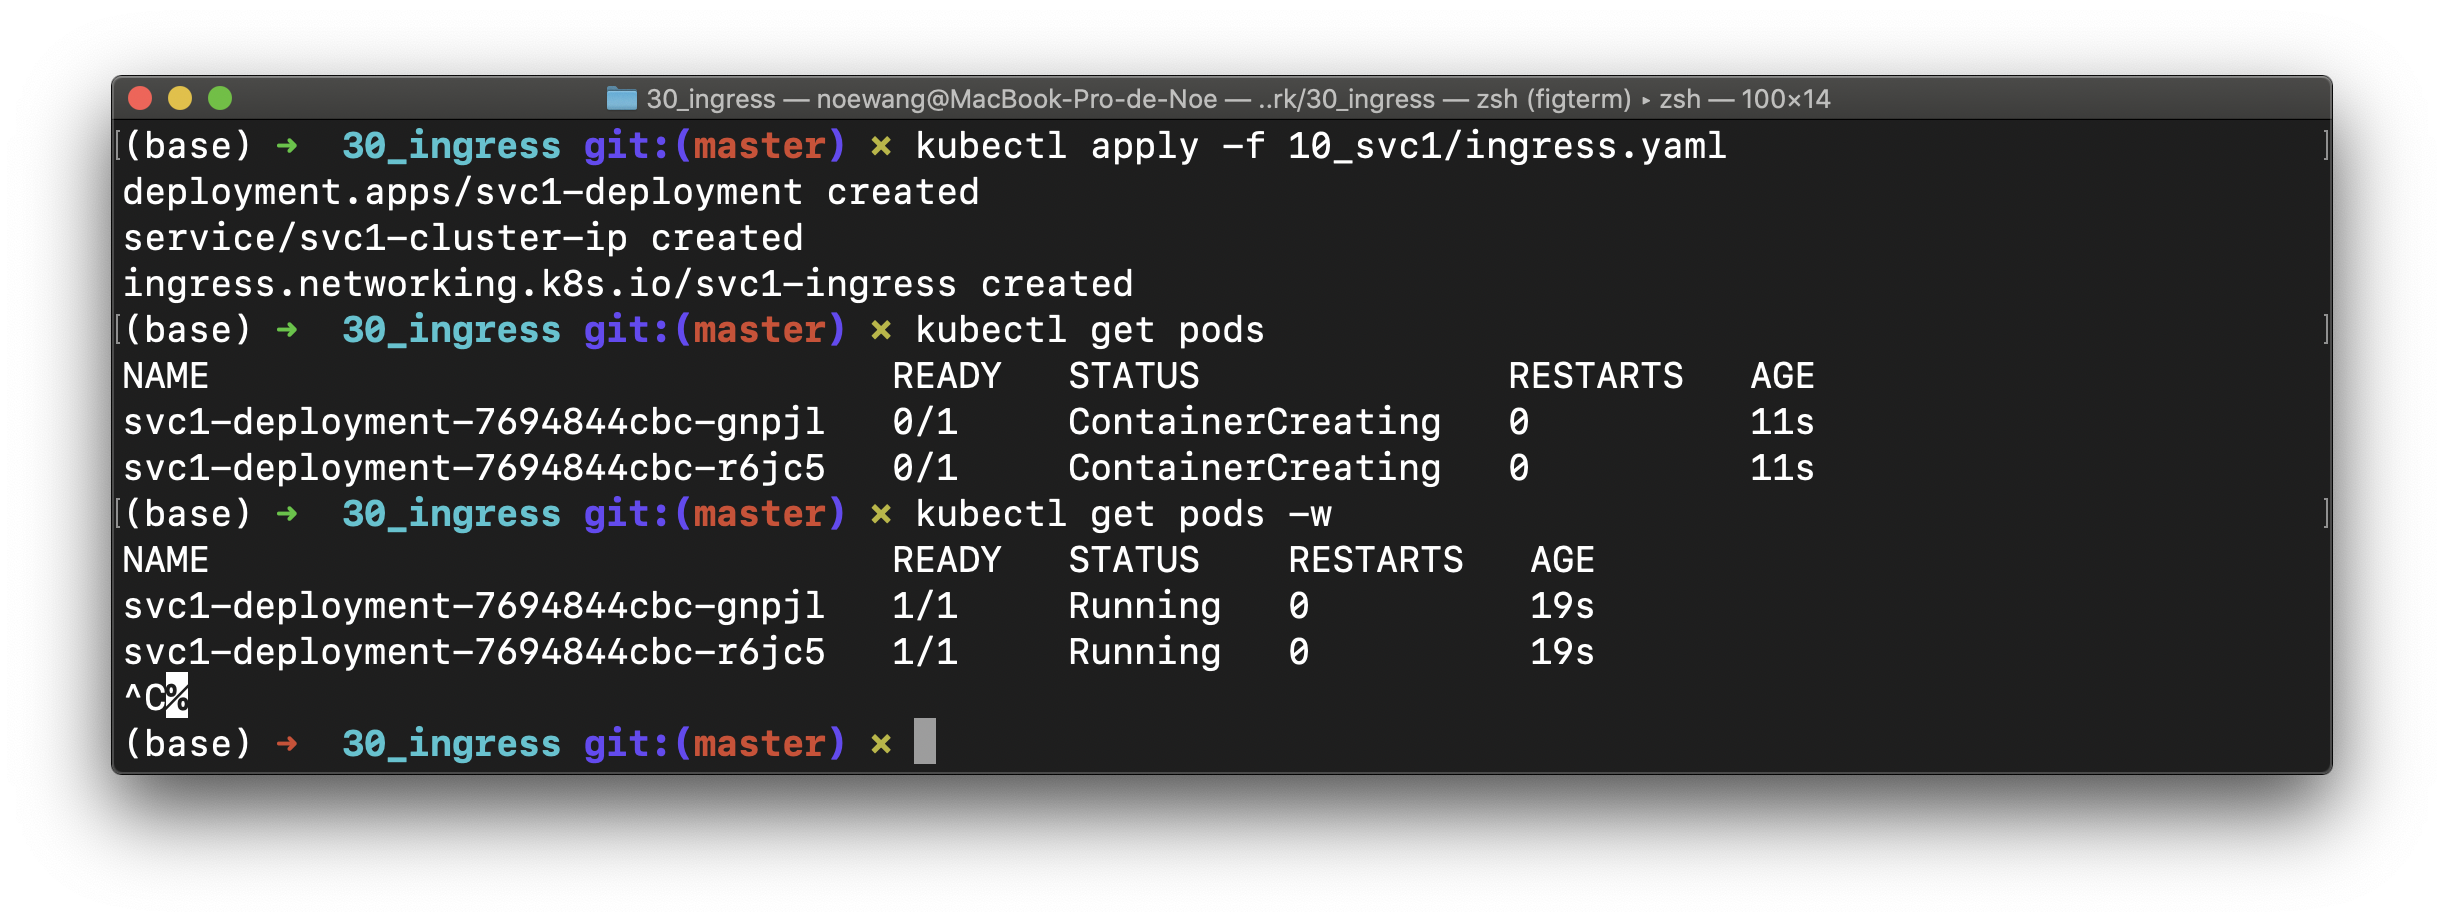 30_ingress — noewang@MacBook-Pro-de-Noe — ..rk/30_ingress — zsh (figterm) ▸ zsh — 100×14
[(base) ➜  30_ingress git:(master) ✗ kubectl apply -f 10_svc1/ingress.yaml ]
deployment.apps/svc1-deployment created
service/svc1-cluster-ip created
ingress.networking.k8s.io/svc1-ingress created
[(base) ➜  30_ingress git:(master) ✗ kubectl get pods ]
NAME                               READY   STATUS              RESTARTS   AGE
svc1-deployment-7694844cbc-gnpjl   0/1     ContainerCreating   0          11s
svc1-deployment-7694844cbc-r6jc5   0/1     ContainerCreating   0          11s
[(base) ➜  30_ingress git:(master) ✗ kubectl get pods -w ]
NAME                               READY   STATUS    RESTARTS   AGE
svc1-deployment-7694844cbc-gnpjl   1/1     Running   0          19s
svc1-deployment-7694844cbc-r6jc5   1/1     Running   0          19s
^C%
(base) ➜  30_ingress git:(master) ✗